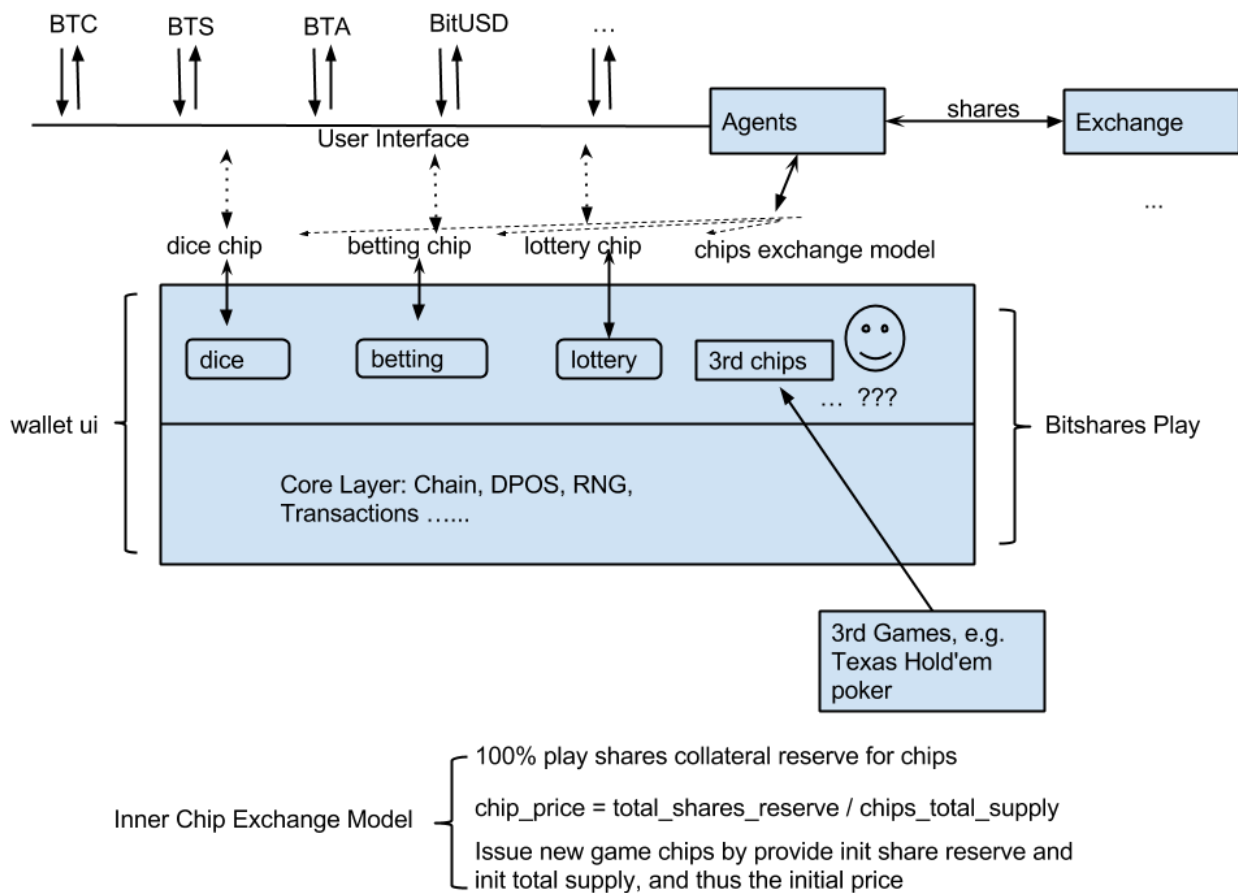 BTC
BTS
BTA
BitUSD
...
User Interface
Agents
shares
Exchange
...
dice chip
betting chip
lottery chip
chips exchange model
dice
betting
lottery
3rd chips
... ???
wallet ui
Bitshares Play
Core Layer: Chain, DPOS, RNG,
Transactions …...
3rd Games, e.g.
Texas Hold'em
poker
100% play shares collateral reserve for chips
Inner Chip Exchange Model
chip_price = total_shares_reserve / chips_total_supply
Issue new game chips by provide init share reserve and
init total supply, and thus the initial price